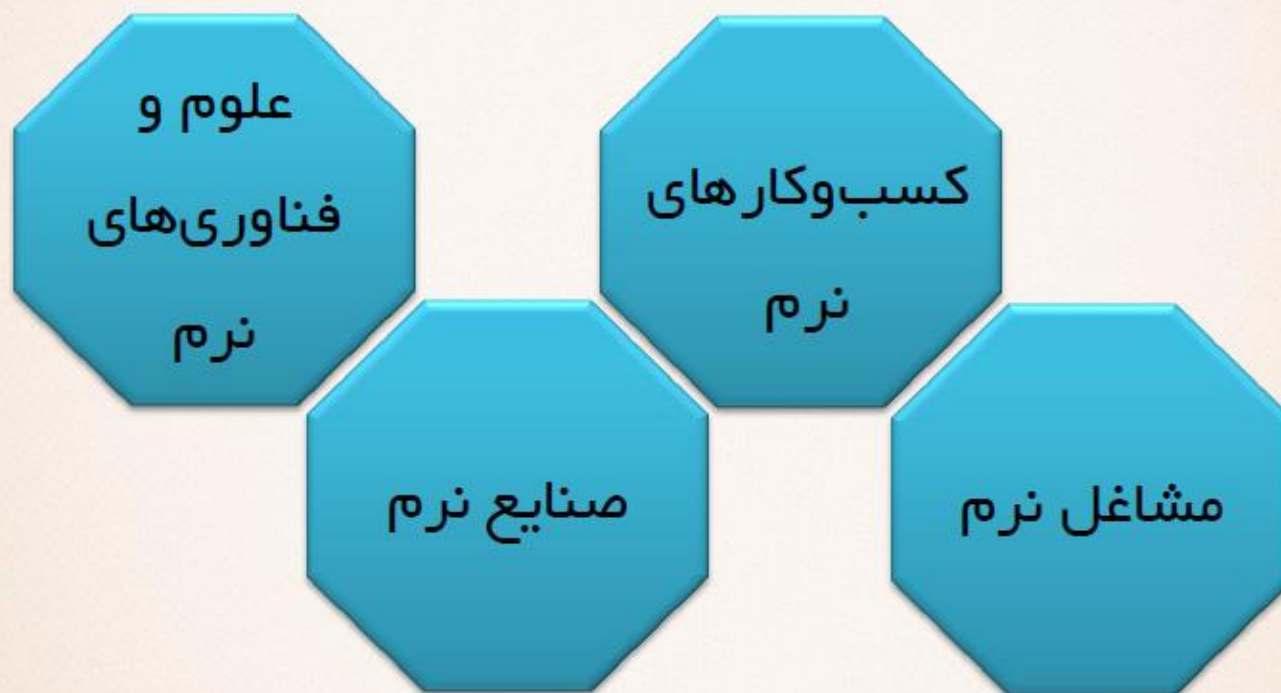 علوم و
فناوری‌های
نرم
کسب‌وکارهای
نرم
صنایع نرم
مشاغل نرم